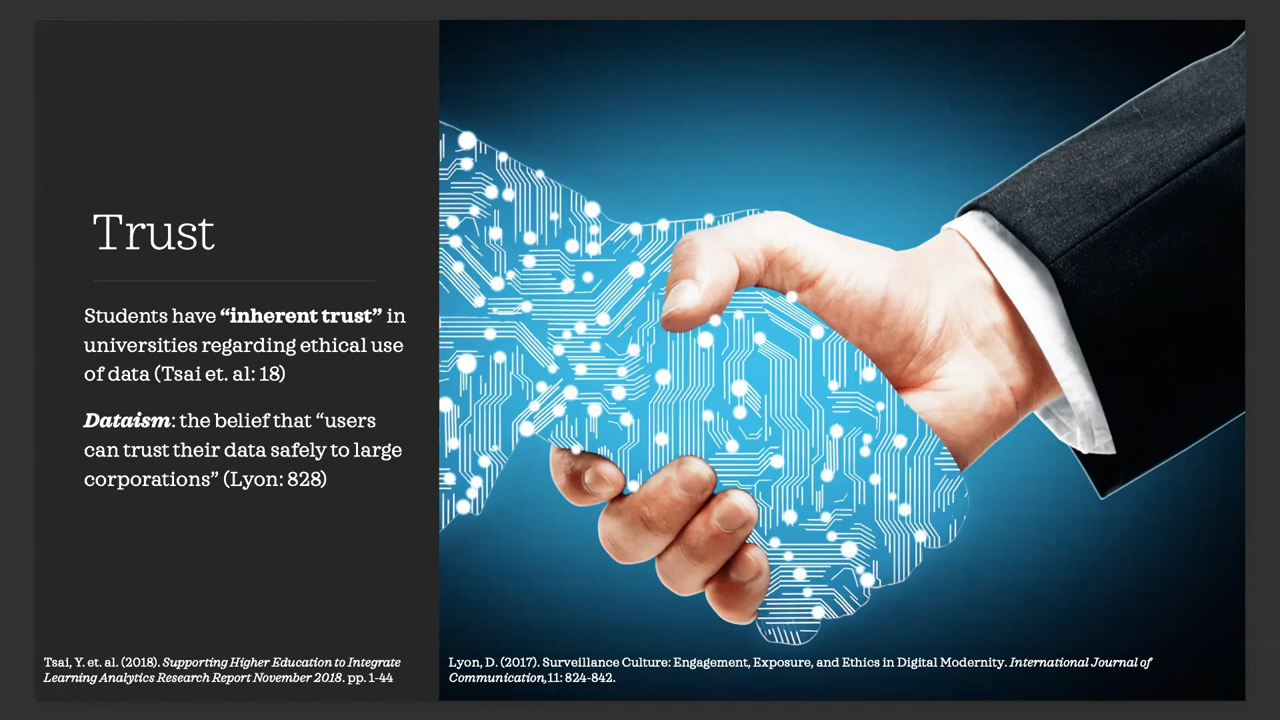 Trust
Students have “inherent trust” in
universities regarding ethical use
of data (Tsai et. al: 18)
Dataism: the belief that “users
can trust their data safely to large
corporations” (Lyon: 828)
Tsai, Y. et. al. (2018). Supporting Higher Education to Integrate
Learning Analytics Research Report November 2018. pp. 1-44
Lyon, D. (2017). Surveillance Culture: Engagement, Exposure, and Ethics in Digital Modernity. International Journal of
Communication,11: 824-842.